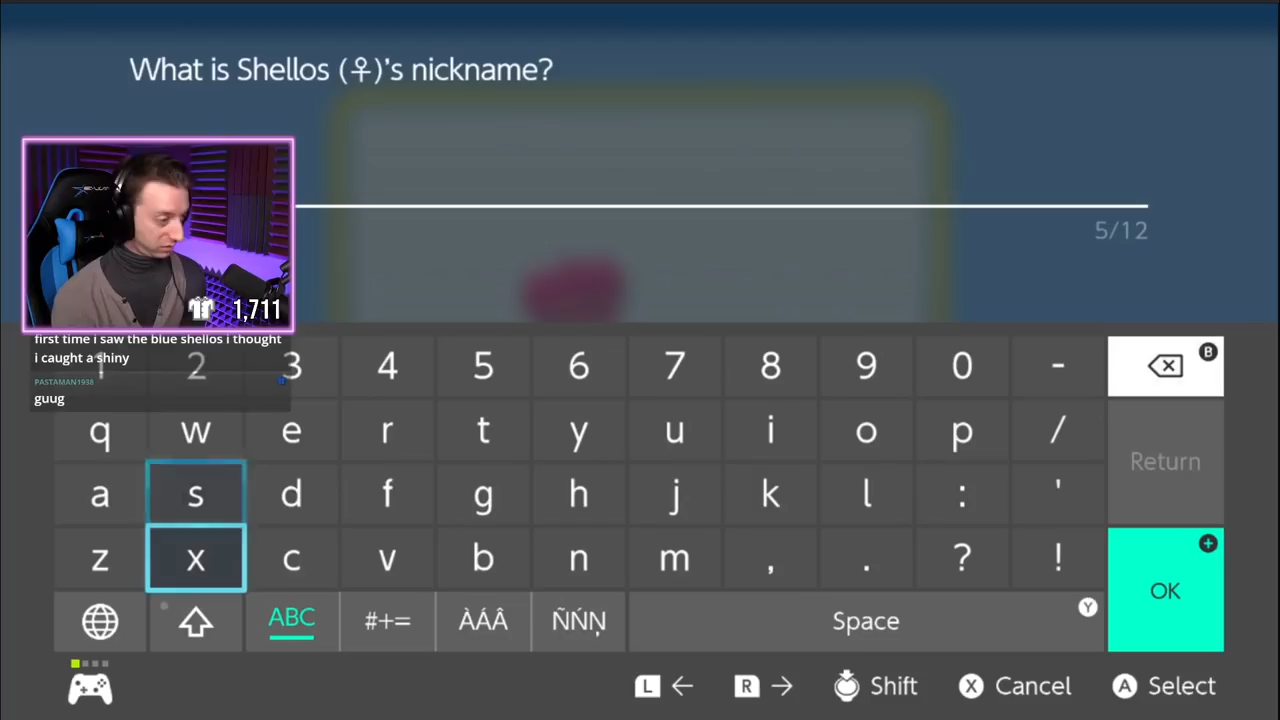 What is Shellos (♀)'s nickname?
5/12
1,711
first time i saw the blue shellos i thought
i caught a shiny
PASTAMAN1938
guug
1 2 3 4 5 6 7 8 9 0 - B
q w e r t y u i o p /
Return
a s d f g h j k l : '
z x c v b n m , . ? ! +
OK
ABC #+= ÀÁÂ ÑŃŅ Space Y
L ← R → Shift X Cancel A Select